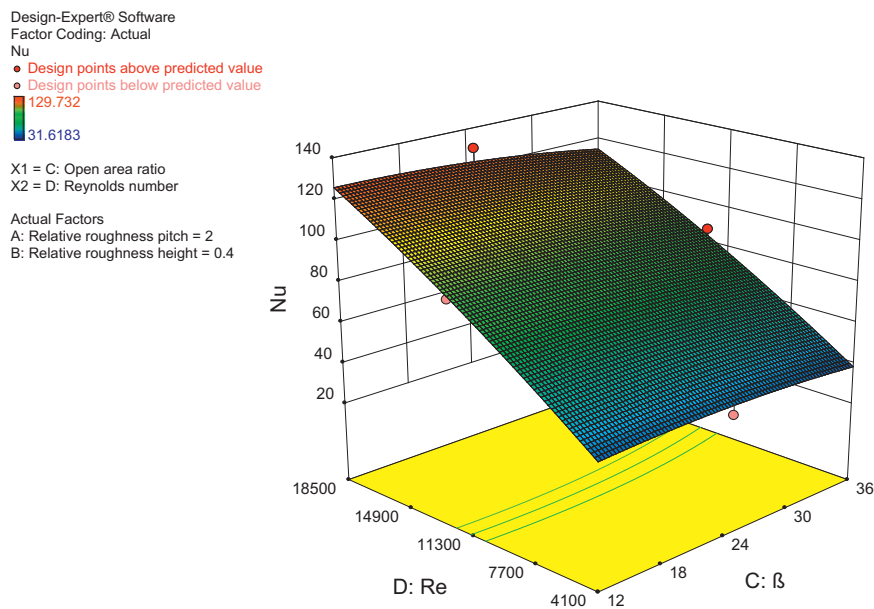 Design-Expert® Software
Factor Coding: Actual
Nu
Design points above predicted value
Design points below predicted value
129.732
31.6183
X1 = C: Open area ratio
X2 = D: Reynolds number
Actual Factors
A: Relative roughness pitch = 2
B: Relative roughness height = 0.4
140
120
100
80
60
40
20
Nu
18500
14900
11300
7700
4100
D: Re
12
18
24
30
36
C: ß